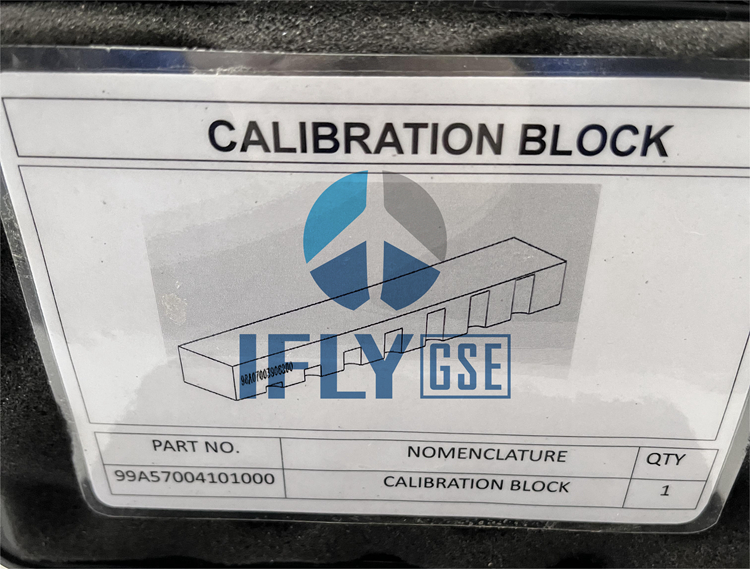 CALIBRATION BLOCK
IFLY GSE
PART NO. NOMENCLATURE QTY
99A57004101000 CALIBRATION BLOCK 1